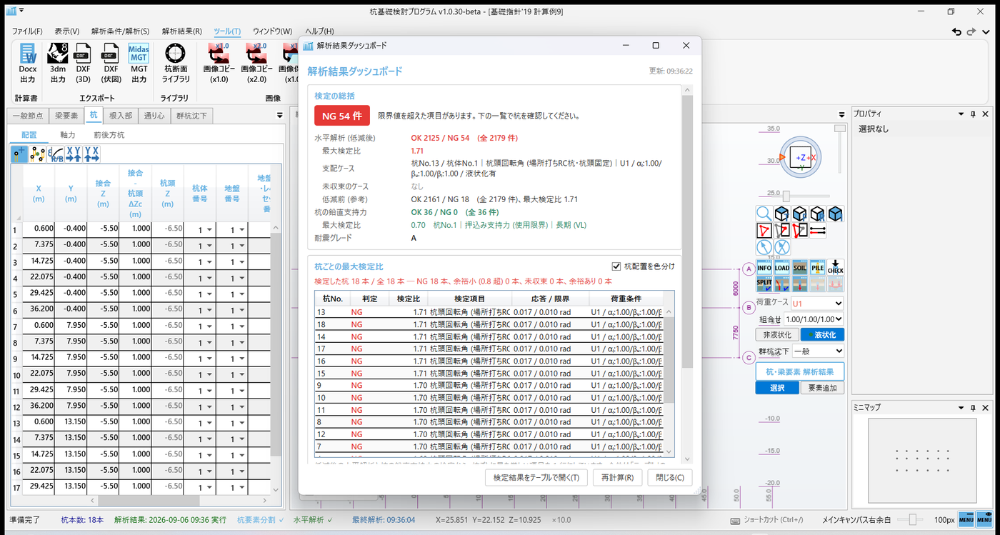 杭基礎検討プログラム v1.0.30-beta - [基礎指針'19 計算例9]
ファイル(F) 表示(V) 解析条件/解析(S) 解析結果(R) ツール(T) ウィンドウ(W) ヘルプ(H)
Docx 出力
3dm 出力
DXF (3D)
DXF (伏図)
Midas MGT
MGT 出力
杭断面 ライブラリ
x1.0 画像コピー (x1.0)
x2.0 画像コピー (x2.0)
計算書 エクスポート ライブラリ 画像
一般節点 梁要素 杭 根入部 通り心 群杭沈下
配置 軸力 前後方杭
X (m)
Y (m)
接合 Z (m)
接合 - 杭頭 ΔZc (m)
杭頭 Z (m)
杭体 番号
地盤 番号
1 0.600 -0.400 -5.50 1.000 -6.50 1 1
2 7.375 -0.400 -5.50 1.000 -6.50 1 1
3 14.725 -0.400 -5.50 1.000 -6.50 1 1
4 22.075 -0.400 -5.50 1.000 -6.50 1 1
5 29.425 -0.400 -5.50 1.000 -6.50 1 1
6 36.200 -0.400 -5.50 1.000 -6.50 1 1
7 0.600 7.950 -5.50 1.000 -6.50 1 1
8 7.375 7.950 -5.50 1.000 -6.50 1 1
9 14.725 7.950 -5.50 1.000 -6.50 1 1
10 22.075 7.950 -5.50 1.000 -6.50 1 1
11 29.425 7.950 -5.50 1.000 -6.50 1 1
12 36.200 7.950 -5.50 1.000 -6.50 1 1
13 0.600 13.150 -5.50 1.000 -6.50 1 1
14 7.375 13.150 -5.50 1.000 -6.50 1 1
15 14.725 13.150 -5.50 1.000 -6.50 1 1
16 22.075 13.150 -5.50 1.000 -6.50 1 1
17 29.425 13.150 -5.50 1.000 -6.50 1 1
解析結果ダッシュボード
解析結果ダッシュボード 更新: 09:36:22
検定の総括
NG 54 件 限界値を超えた項目があります。下の一覧で杭を確認してください。
水平解析 (低減後) OK 2125 / NG 54 (全 2179 件)
最大検定比 1.71
支配ケース 杭No.13 / 杭体No.1｜杭頭回転角 (場所打ちRC杭・杭頭固定)｜U1 / αᵢ:1.00/
βᵤ:1.00/βₗ:1.00 / 液状化有
未収束のケース なし
低減前 (参考) OK 2161 / NG 18 (全 2179 件)、最大検定比 1.71
杭の鉛直支持力 OK 36 / NG 0 (全 36 件)
最大検定比 0.70 杭No.1｜押込み支持力 (使用限界)｜長期 (VL)
耐震グレード A
杭ごとの最大検定比 杭配置を色分け
検定した杭 18 本 / 全 18 本 — NG 18 本、余裕小 (0.8 超) 0 本、未収束 0 本、余裕あり 0 本
杭No. 判定 検定比 検定項目 応答 / 限界 荷重条件
13 NG 1.71 杭頭回転角 (場所打ちRC 0.017 / 0.010 rad U1 / αᵢ:1.00/βᵤ:1.00/β
18 NG 1.71 杭頭回転角 (場所打ちRC 0.017 / 0.010 rad U1 / αᵢ:1.00/βᵤ:1.00/β
14 NG 1.71 杭頭回転角 (場所打ちRC 0.017 / 0.010 rad U1 / αᵢ:1.00/βᵤ:1.00/β
17 NG 1.71 杭頭回転角 (場所打ちRC 0.017 / 0.010 rad U1 / αᵢ:1.00/βᵤ:1.00/β
16 NG 1.71 杭頭回転角 (場所打ちRC 0.017 / 0.010 rad U1 / αᵢ:1.00/βᵤ:1.00/β
15 NG 1.71 杭頭回転角 (場所打ちRC 0.017 / 0.010 rad U1 / αᵢ:1.00/βᵤ:1.00/β
9 NG 1.70 杭頭回転角 (場所打ちRC 0.017 / 0.010 rad U1 / αᵢ:1.00/βᵤ:1.00/β
10 NG 1.70 杭頭回転角 (場所打ちRC 0.017 / 0.010 rad U1 / αᵢ:1.00/βᵤ:1.00/β
11 NG 1.70 杭頭回転角 (場所打ちRC 0.017 / 0.010 rad U1 / αᵢ:1.00/βᵤ:1.00/β
8 NG 1.70 杭頭回転角 (場所打ちRC 0.017 / 0.010 rad U1 / αᵢ:1.00/βᵤ:1.00/β
12 NG 1.70 杭頭回転角 (場所打ちRC 0.017 / 0.010 rad U1 / αᵢ:1.00/βᵤ:1.00/β
7 NG 1.70 杭頭回転角 (場所打ちRC 0.017 / 0.010 rad U1 / αᵢ:1.00/βᵤ:1.00/β
検定結果をテーブルで開く(T) 再計算(R) 閉じる(C)
35.0
30.0
25.0
+Z +X
-Y
A
B
C
6000
7750
INFO LOAD SOIL PILE CHECK
SPLIT
荷重ケース U1
組合せ 1.00/1.00/1.00
非液状化 液状化
群杭沈下 一般
杭・梁要素 解析結果
選択 要素追加
-10.0
-15.0
-20.0
-5 0 5 10 15 20 25 30 35 40 45.0 50.0
プロパティ
選択なし
ミニマップ
準備完了 杭本数: 18本 解析結果: 2026-09-06 09:36 実行 杭要素分割 ✓ 水平解析 ✓ 最終解析: 09:36:04 X=25.851 Y=22.152 Z=10.925 ×10.0 ショートカット (Ctrl+/) メインキャンバス右余白 100px MENU MENU